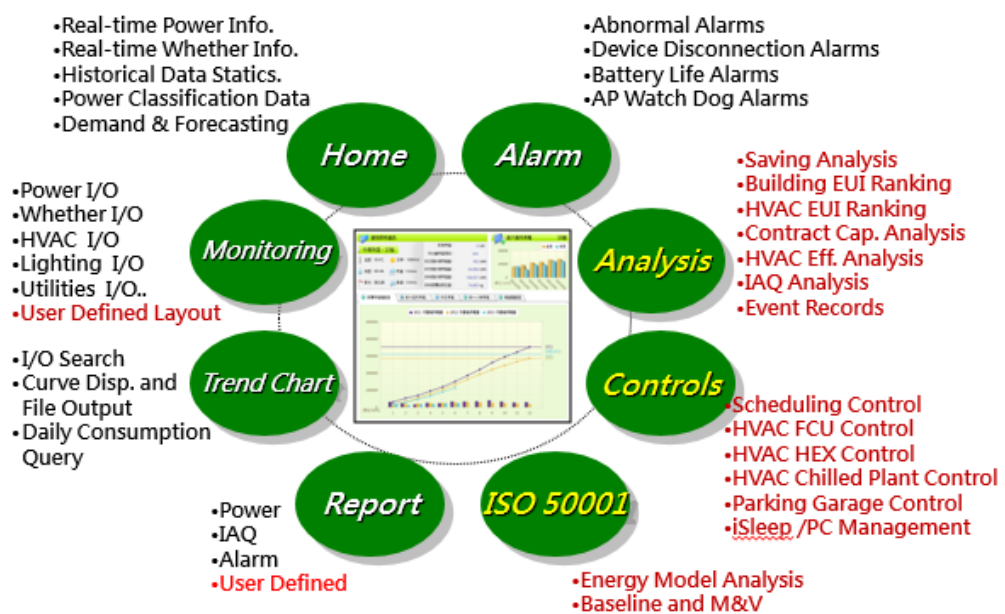 •Real-time Power Info.
•Real-time Whether Info.
•Historical Data Statics.
•Power Classification Data
•Demand & Forecasting
Home
•Abnormal Alarms
•Device Disconnection Alarms
•Battery Life Alarms
•AP Watch Dog Alarms
Alarm
•Power I/O
•Whether I/O
•HVAC I/O
•Lighting I/O
•Utilities I/O..
•User Defined Layout
Monitoring
•Saving Analysis
•Building EUI Ranking
•HVAC EUI Ranking
•Contract Cap. Analysis
•HVAC Eff. Analysis
•IAQ Analysis
•Event Records
Analysis
•I/O Search
•Curve Disp. and
File Output
•Daily Consumption
Query
Trend Chart
Controls
•Scheduling Control
•HVAC FCU Control
•HVAC HEX Control
•HVAC Chilled Plant Control
•Parking Garage Control
•iSleep /PC Management
Report
•Power
•IAQ
•Alarm
•User Defined
ISO 50001
•Energy Model Analysis
•Baseline and M&V